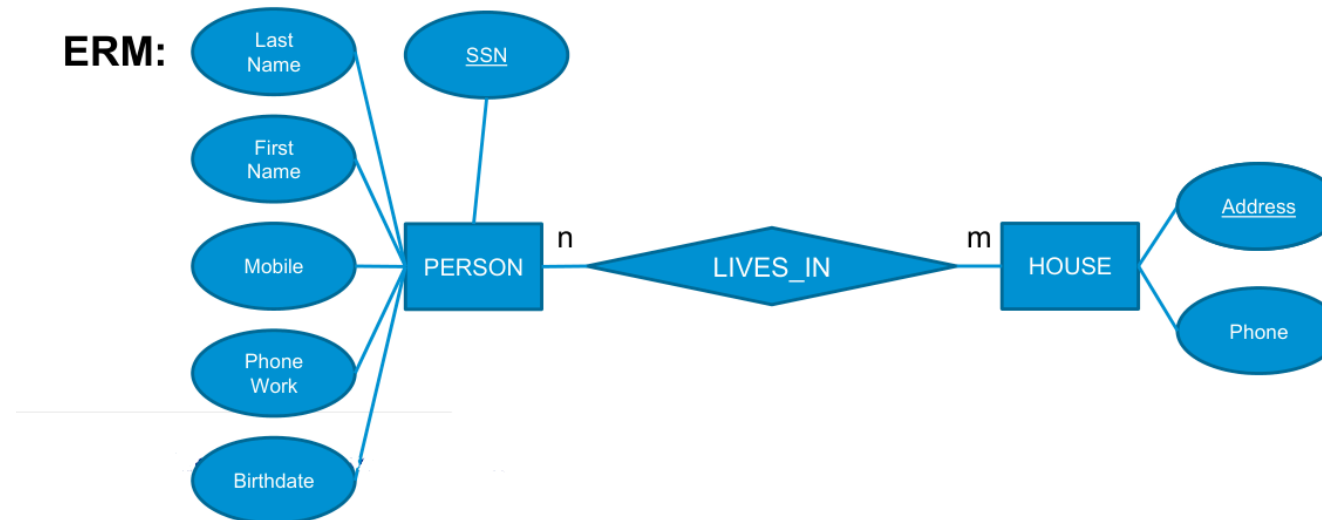 ERM:
Last
Name
SSN
First
Name
Address
n
m
Mobile
PERSON
LIVES_IN
HOUSE
Phone
Phone
Work
Birthdate